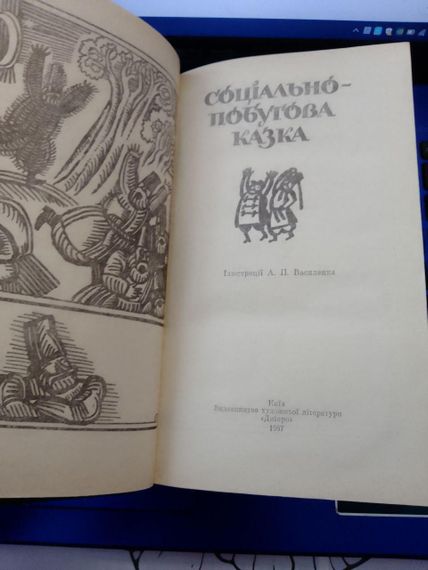 СОЦІАЛЬНО-
ПОБУТОВА
КАЗКА
Ілюстрації А. П. Василенка
Київ
Видавництво художньої літератури
«Дніпро»
1987